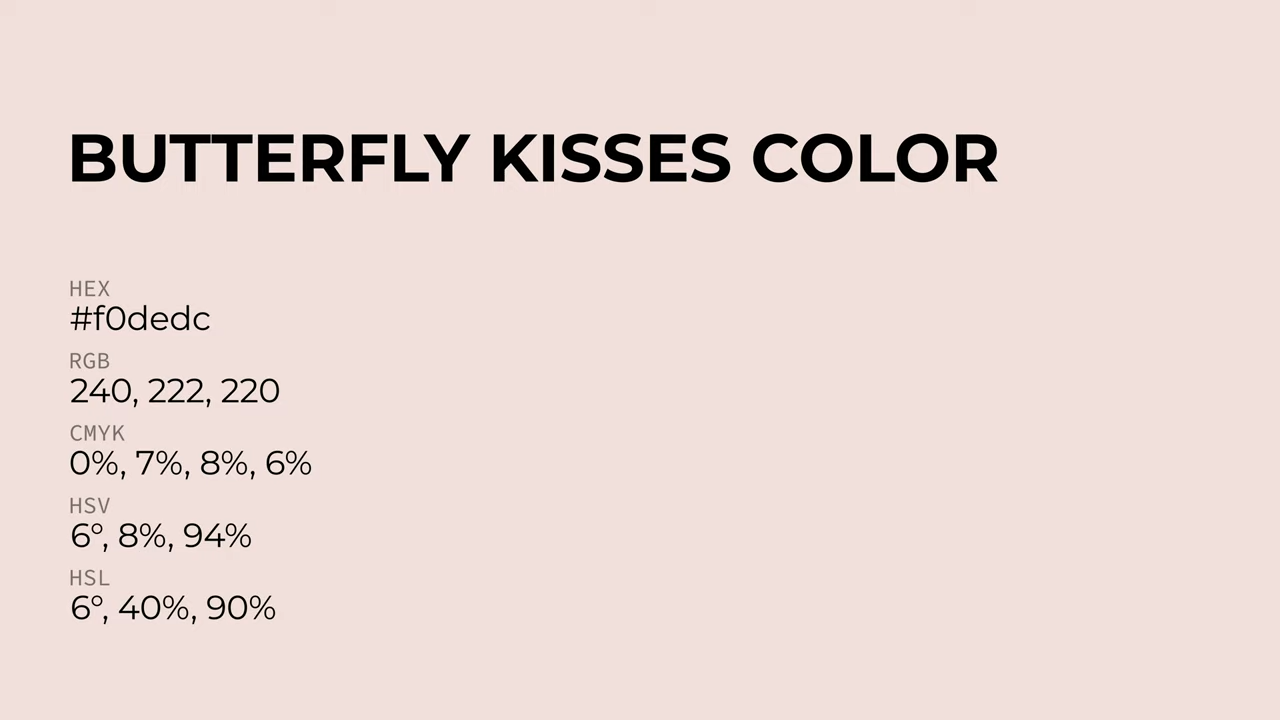 BUTTERFLY KISSES COLOR
HEX
#f0dedc
RGB
240, 222, 220
CMYK
0%, 7%, 8%, 6%
HSV
6°, 8%, 94%
HSL
6°, 40%, 90%